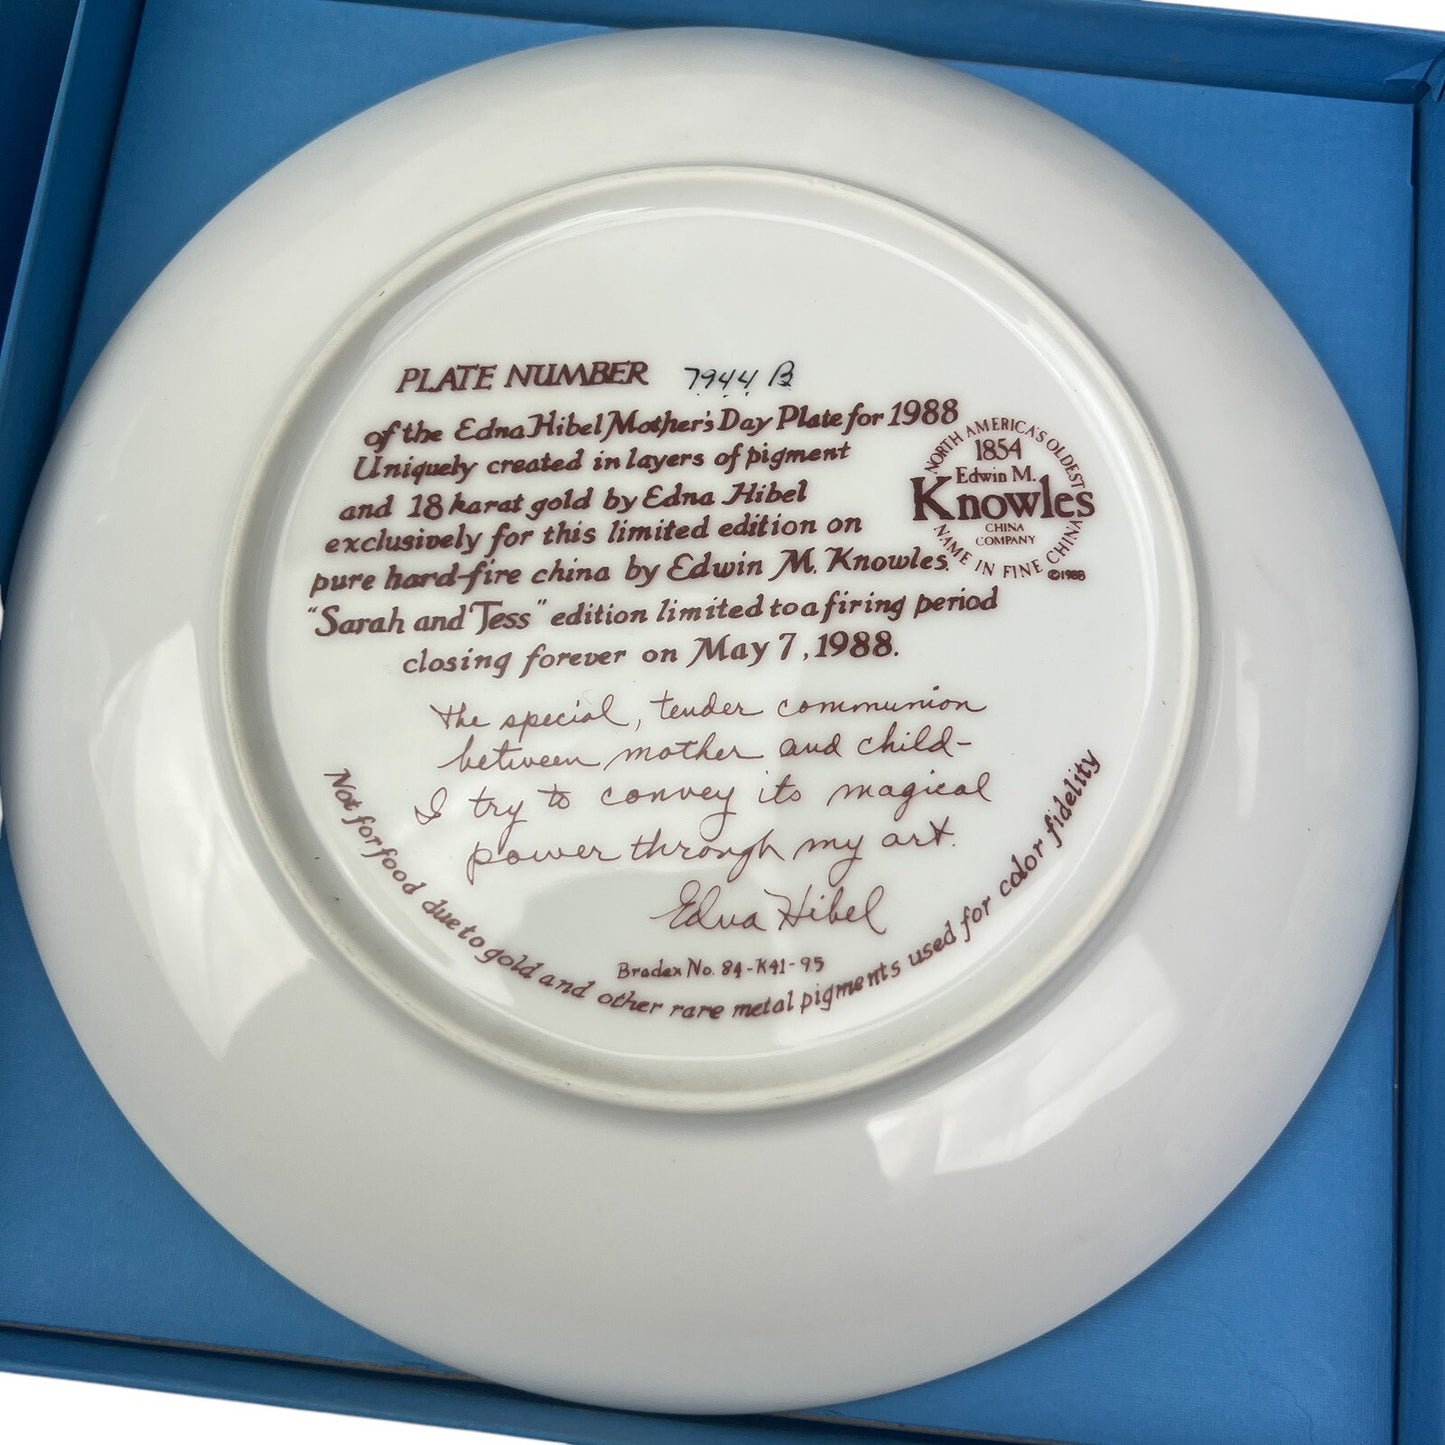 PLATE NUMBER 7944 B
of the Edna Hibel Mother's Day Plate for 1988
Uniquely created in layers of pigment
and 18 karat gold by Edna Hibel
exclusively for this limited edition on
pure hard-fire china by Edwin M. Knowles.
"Sarah and Tess" edition limited to a firing period
closing forever on May 7, 1988.
NORTH AMERICA'S OLDEST
1854
Edwin M.
Knowles
CHINA
COMPANY
NAME IN FINE CHINA
©1988
the special, tender communion
between mother and child-
I try to convey its magical
power through my art.
Edna Hibel
Bradex No. 84-K41-9.5
Not for food due to gold and other rare metal pigments used for color fidelity